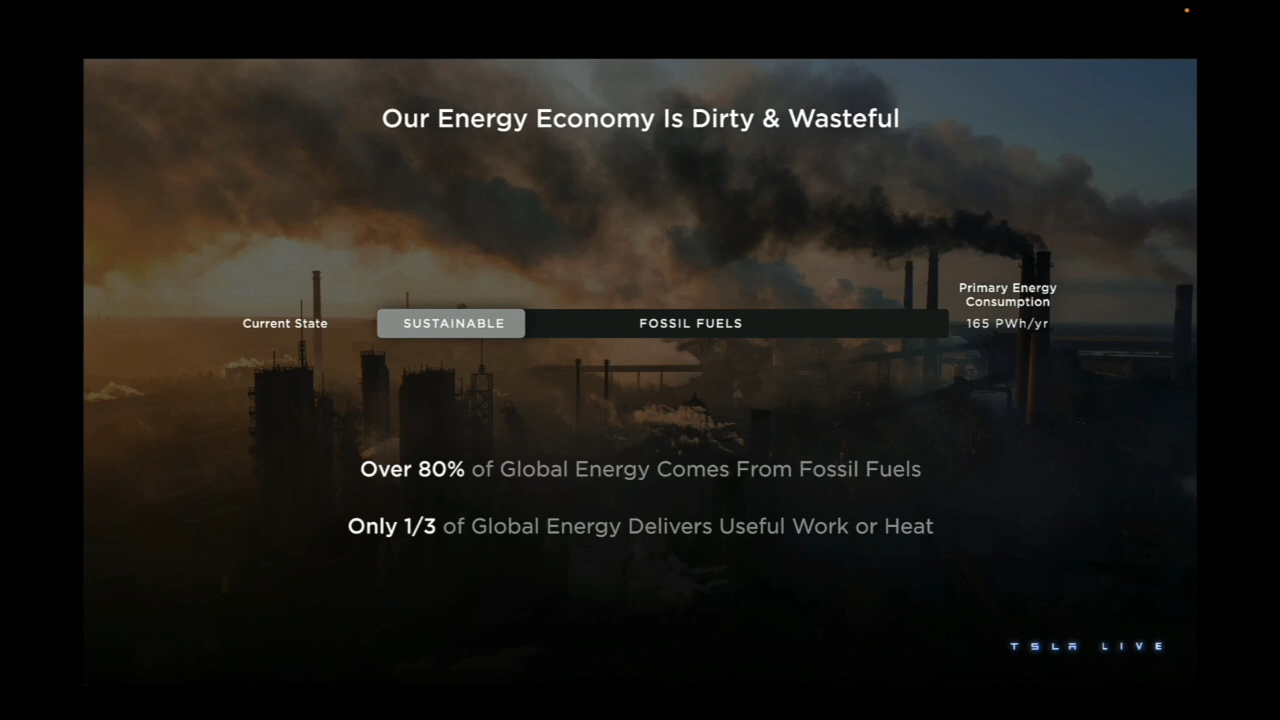 Our Energy Economy Is Dirty & Wasteful
Primary Energy
Consumption
Current State
SUSTAINABLE
FOSSIL FUELS
165 PWh/yr
Over 80% of Global Energy Comes From Fossil Fuels
Only 1/3 of Global Energy Delivers Useful Work or Heat
TSLA LIVE